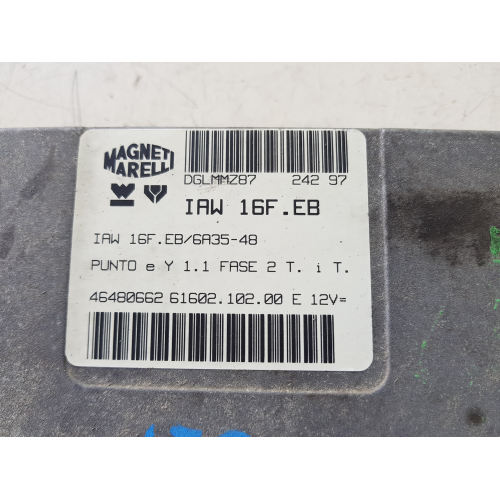 MAGNETI
MARELLI
DGLMMZ87 242 97
IAW 16F.EB
IAW 16F.EB/6A35-48
PUNTO e Y 1.1 FASE 2 T. i T.
46480662 61602.102.00 E 12V=